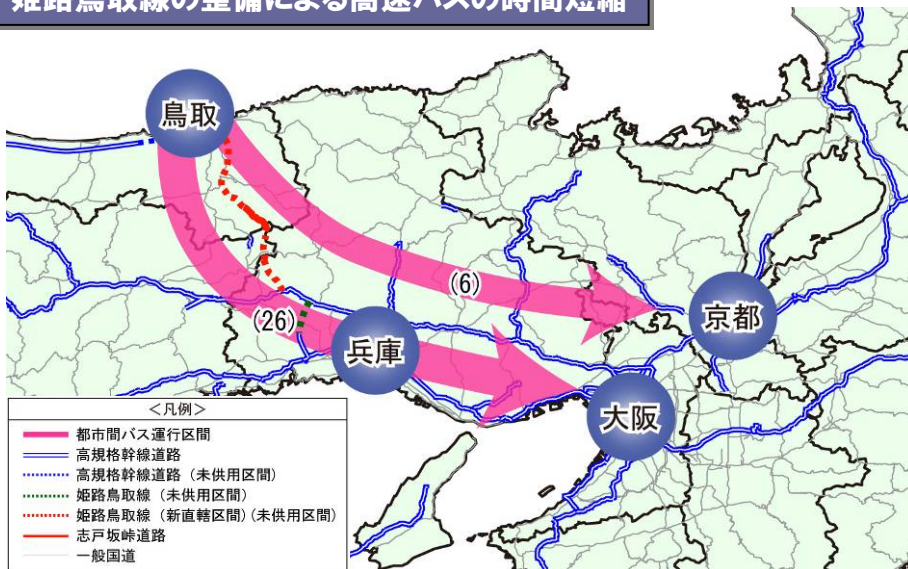 姫路鳥取線の整備による高速バスの時間短縮
鳥取
(6)
京都
(26)
兵庫
大阪
＜凡例＞
都市間バス運行区間
高規格幹線道路
高規格幹線道路（未供用区間）
姫路鳥取線（未供用区間）
姫路鳥取線（新直轄区間）(未供用区間)
志戸坂峠道路
一般国道